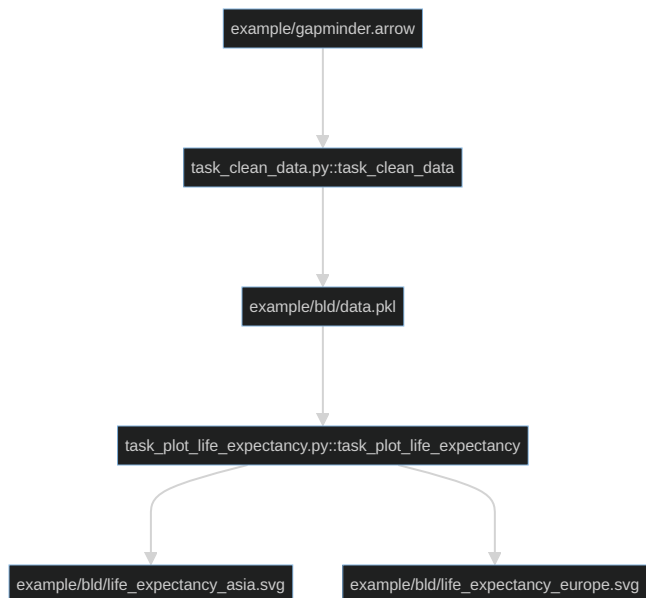 example/gapminder.arrow
task_clean_data.py::task_clean_data
example/bld/data.pkl
task_plot_life_expectancy.py::task_plot_life_expectancy
example/bld/life_expectancy_asia.svg
example/bld/life_expectancy_europe.svg